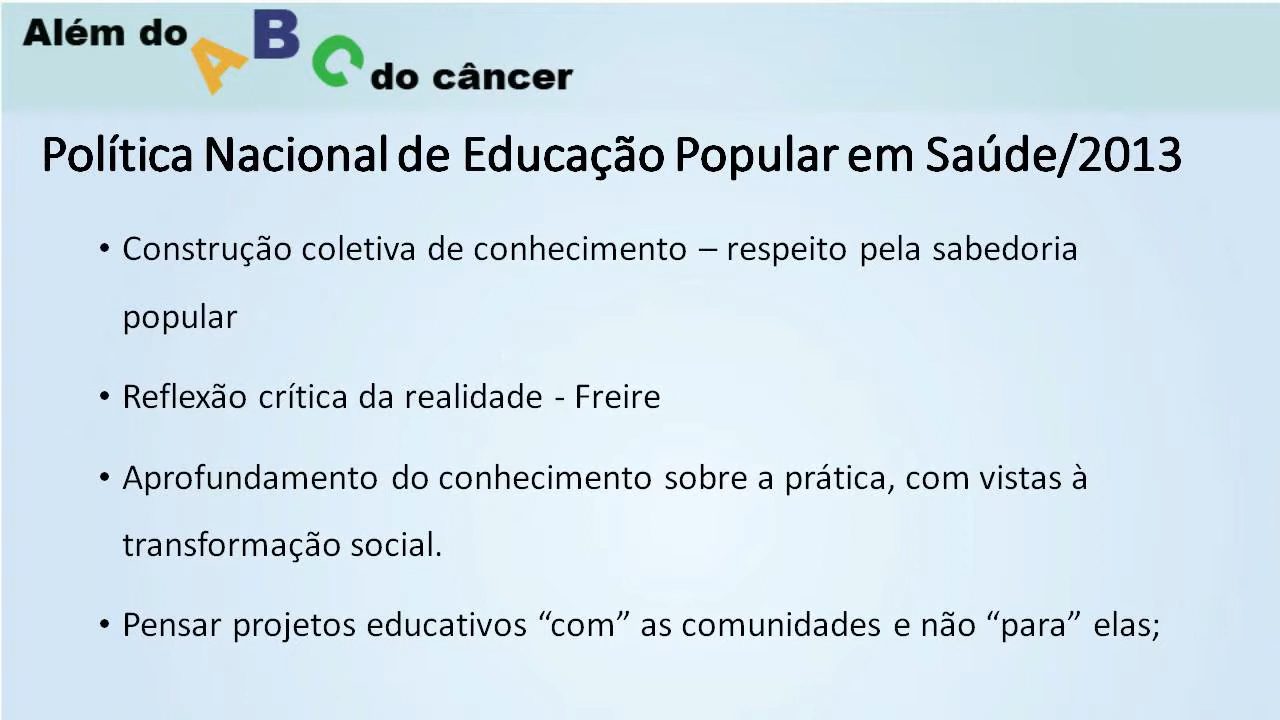 Além do ABC do câncer
Política Nacional de Educação Popular em Saúde/2013
• Construção coletiva de conhecimento – respeito pela sabedoria
popular
• Reflexão crítica da realidade - Freire
• Aprofundamento do conhecimento sobre a prática, com vistas à
transformação social.
• Pensar projetos educativos “com” as comunidades e não “para” elas;